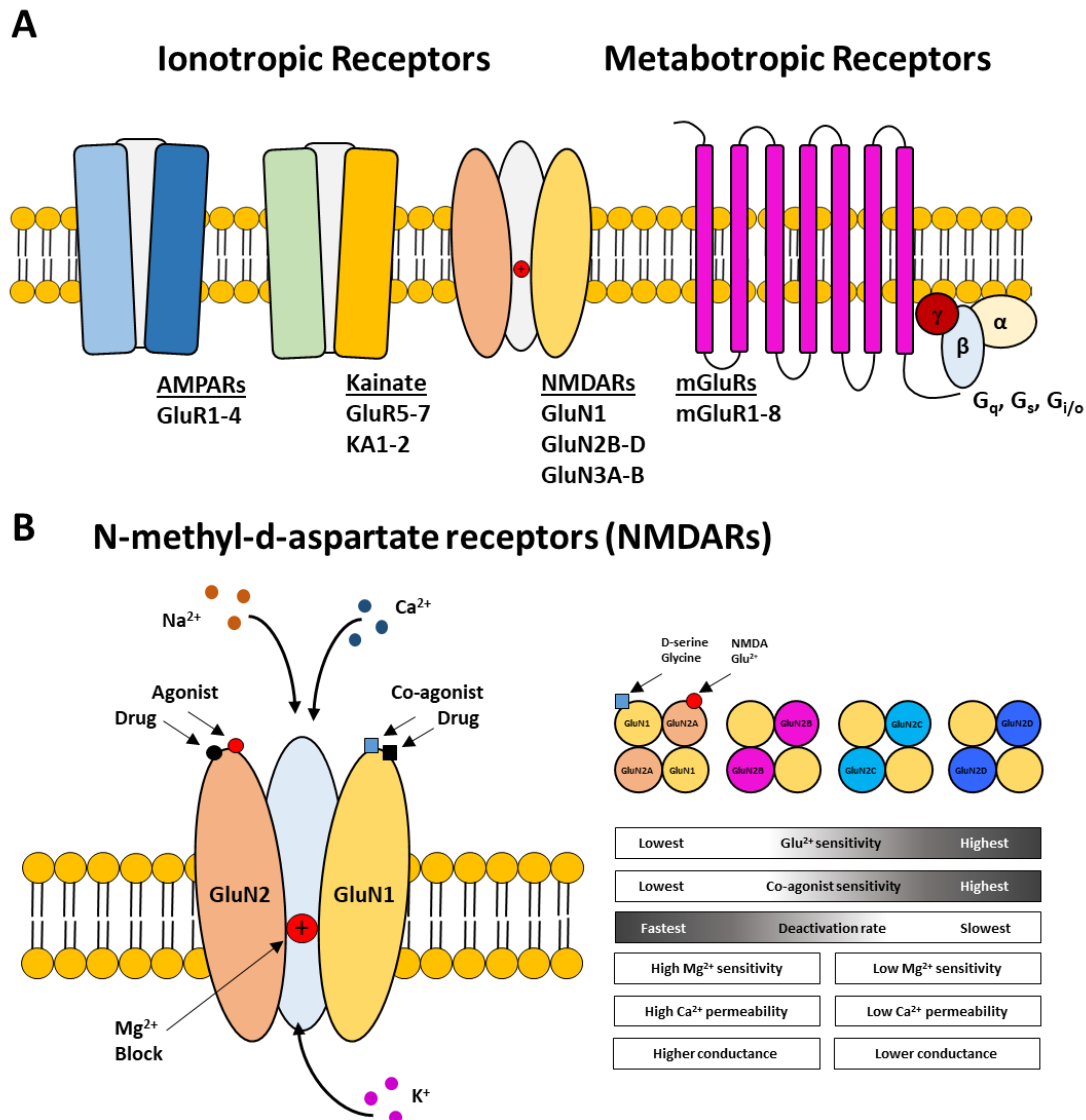 A
Ionotropic Receptors
Metabotropic Receptors
+
γ
α
β
AMPARs
GluR1-4
Kainate
GluR5-7
KA1-2
NMDARs
GluN1
GluN2B-D
GluN3A-B
mGluRs
mGluR1-8
Gq, Gs, Gi/o
B
N-methyl-d-aspartate receptors (NMDARs)
Na²⁺
Ca²⁺
Agonist
Drug
Co-agonist
Drug
GluN2
GluN1
+
Mg²⁺
Block
K⁺
D-serine
Glycine
NMDA
Glu²⁺
GluN1
GluN2A
GluN2A
GluN1
GluN2B
GluN2B
GluN2C
GluN2C
GluN2D
GluN2D
Lowest Glu²⁺ sensitivity Highest
Lowest Co-agonist sensitivity Highest
Fastest Deactivation rate Slowest
High Mg²⁺ sensitivity
Low Mg²⁺ sensitivity
High Ca²⁺ permeability
Low Ca²⁺ permeability
Higher conductance
Lower conductance